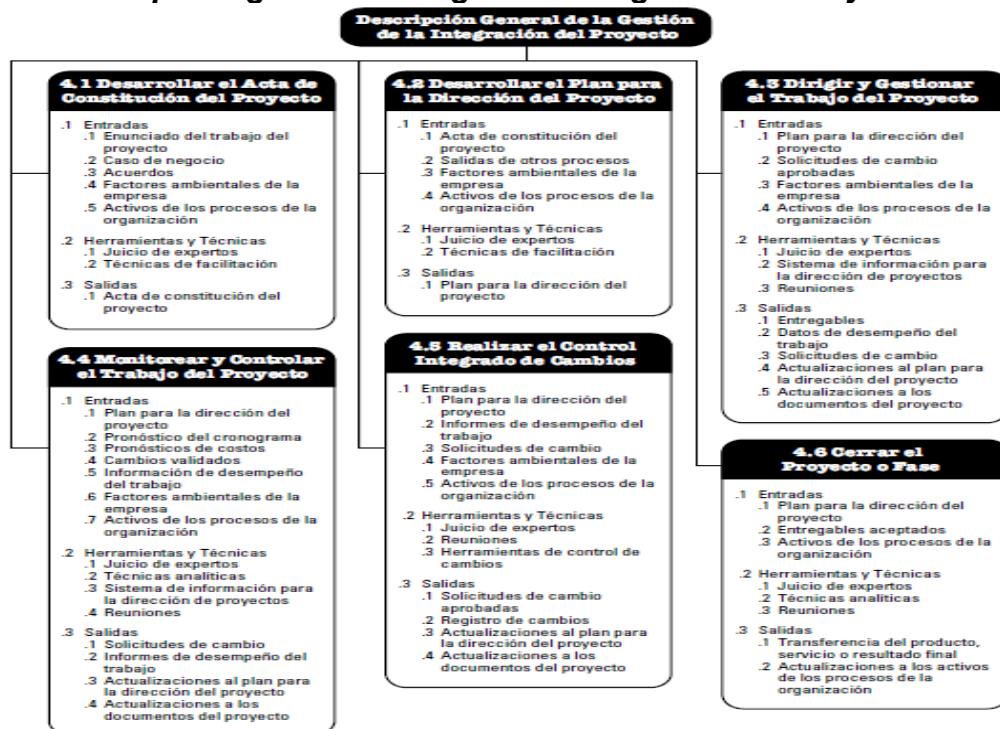 Descripción General de la Gestión
de la Integración del Proyecto
4.1 Desarrollar el Acta de
Constitución del Proyecto
.1 Entradas
.1 Enunciado del trabajo del
proyecto
.2 Caso de negocio
.3 Acuerdos
.4 Factores ambientales de la
empresa
.5 Activos de los procesos de la
organización
.2 Herramientas y Técnicas
.1 Juicio de expertos
.2 Técnicas de facilitación
.3 Salidas
.1 Acta de constitución del
proyecto
4.2 Desarrollar el Plan para
la Dirección del Proyecto
.1 Entradas
.1 Acta de constitución del
proyecto
.2 Salidas de otros procesos
.3 Factores ambientales de la
empresa
.4 Activos de los procesos de la
organización
.2 Herramientas y Técnicas
.1 Juicio de expertos
.2 Técnicas de facilitación
.3 Salidas
.1 Plan para la dirección del
proyecto
4.3 Dirigir y Gestionar
el Trabajo del Proyecto
.1 Entradas
.1 Plan para la dirección del
proyecto
.2 Solicitudes de cambio
aprobadas
.3 Factores ambientales de la
empresa
.4 Activos de los procesos de la
organización
.2 Herramientas y Técnicas
.1 Juicio de expertos
.2 Sistema de información para
la dirección de proyectos
.3 Reuniones
.3 Salidas
.1 Entregables
.2 Datos de desempeño del
trabajo
.3 Solicitudes de cambio
.4 Actualizaciones al plan para
la dirección del proyecto
.5 Actualizaciones a los
documentos del proyecto
4.4 Monitorear y Controlar
el Trabajo del Proyecto
.1 Entradas
.1 Plan para la dirección del
proyecto
.2 Pronóstico del cronograma
.3 Pronósticos de costos
.4 Cambios validados
.5 Información de desempeño
del trabajo
.6 Factores ambientales de la
empresa
.7 Activos de los procesos de la
organización
.2 Herramientas y Técnicas
.1 Juicio de expertos
.2 Técnicas analíticas
.3 Sistema de información para
la dirección de proyectos
.4 Reuniones
.3 Salidas
.1 Solicitudes de cambio
.2 Informes de desempeño del
trabajo
.3 Actualizaciones al plan para
la dirección del proyecto
.4 Actualizaciones a los
documentos del proyecto
4.5 Realizar el Control
Integrado de Cambios
.1 Entradas
.1 Plan para la dirección del
proyecto
.2 Informes de desempeño del
trabajo
.3 Solicitudes de cambio
.4 Factores ambientales de la
empresa
.5 Activos de los procesos de la
organización
.2 Herramientas y Técnicas
.1 Juicio de expertos
.2 Reuniones
.3 Herramientas de control de
cambios
.3 Salidas
.1 Solicitudes de cambio
aprobadas
.2 Registro de cambios
.3 Actualizaciones al plan para
la dirección del proyecto
.4 Actualizaciones a los
documentos del proyecto
4.6 Cerrar el
Proyecto o Fase
.1 Entradas
.1 Plan para la dirección del
proyecto
.2 Entregables aceptados
.3 Activos de los procesos de la
organización
.2 Herramientas y Técnicas
.1 Juicio de expertos
.2 Técnicas analíticas
.3 Reuniones
.3 Salidas
.1 Transferencia del producto,
servicio o resultado final
.2 Actualizaciones a los activos
de los procesos de la
organización